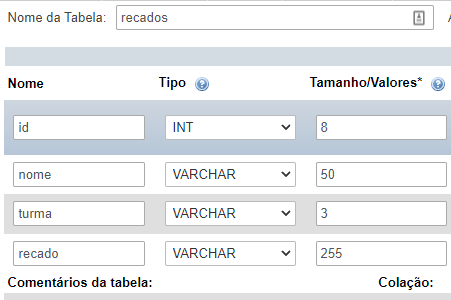 Nome da Tabela: recados
Nome Tipo Tamanho/Valores*
id INT 8
nome VARCHAR 50
turma VARCHAR 3
recado VARCHAR 255
Comentários da tabela: Colação: